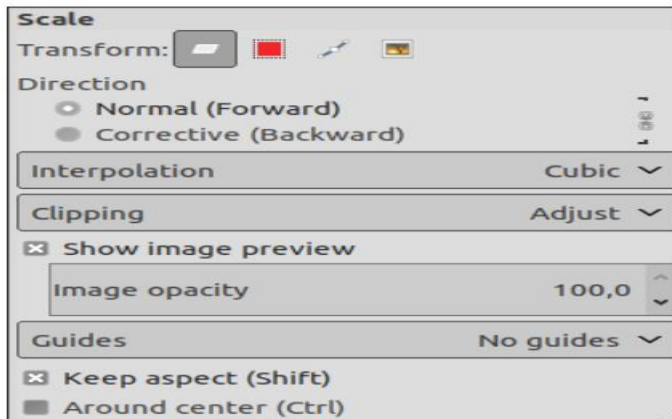 Scale
Transform:
Direction
Normal (Forward)
Corrective (Backward)
Interpolation Cubic
Clipping Adjust
Show image preview
Image opacity 100,0
Guides No guides
Keep aspect (Shift)
Around center (Ctrl)